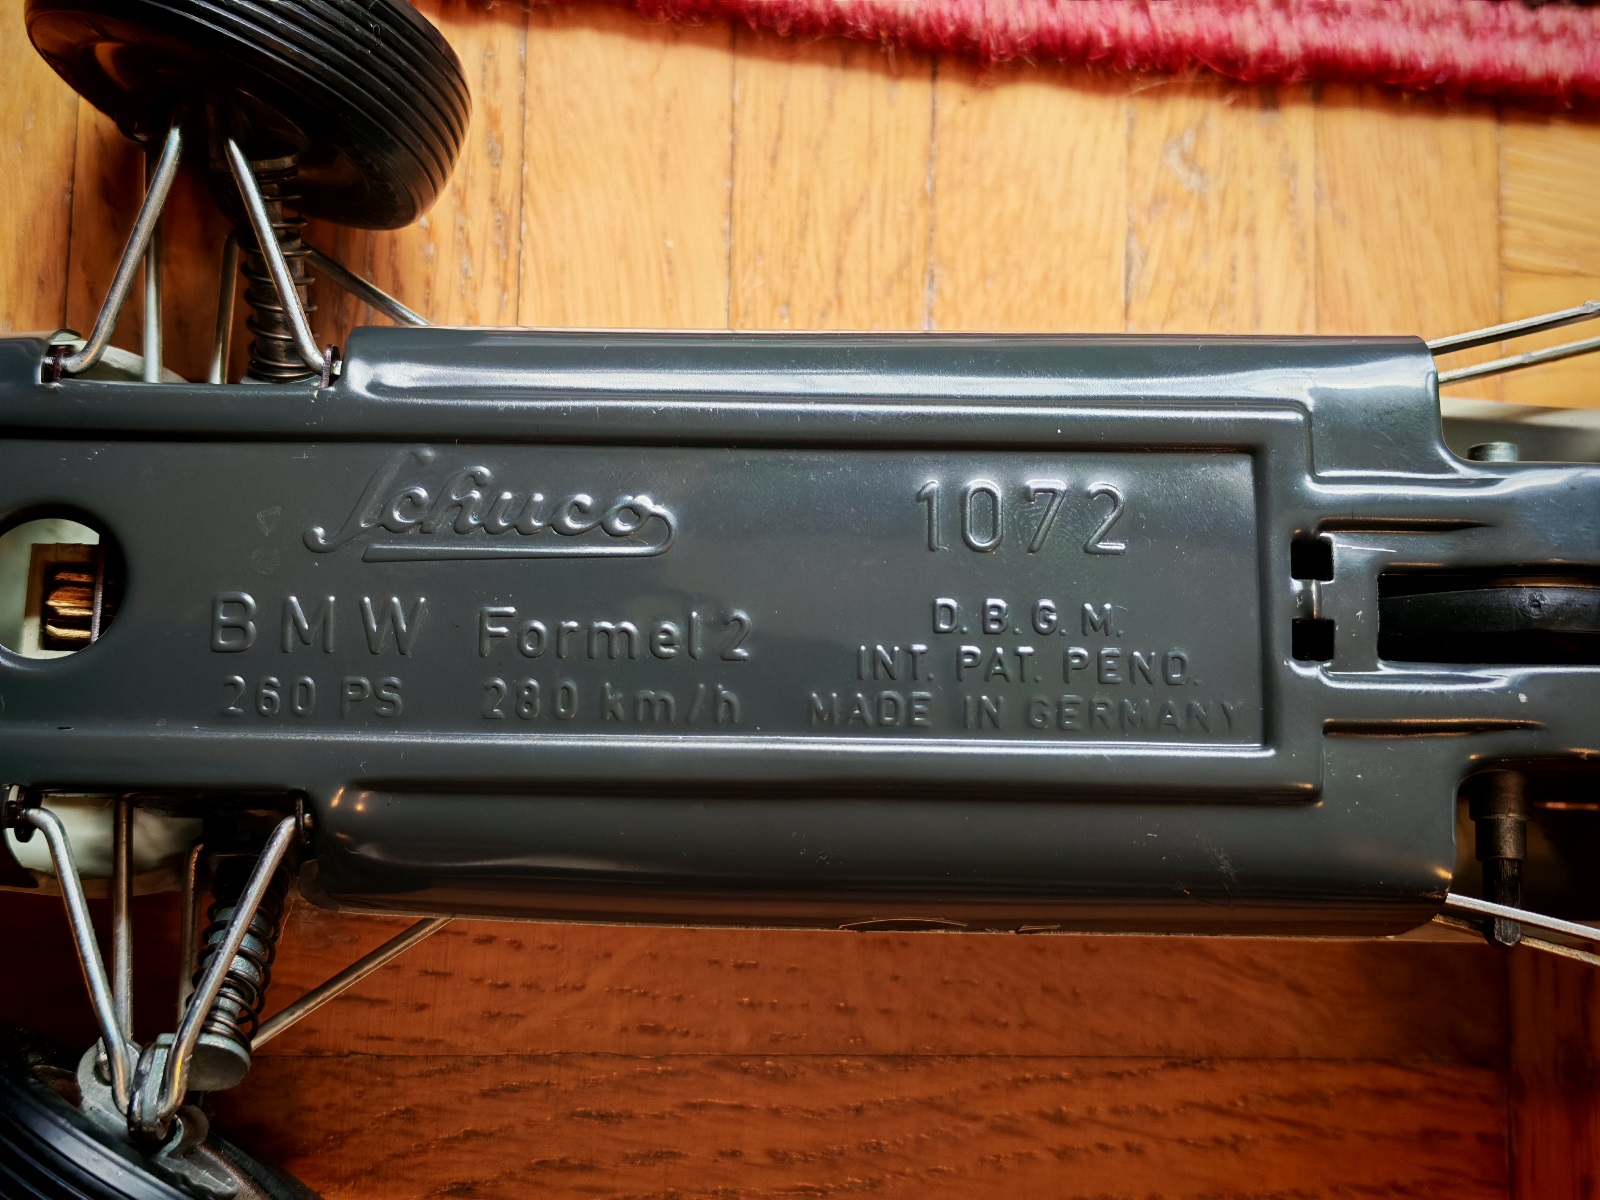 Schuco
1072
BMW Formel 2
260 PS 280 km/h
D.B.G.M.
INT. PAT. PEND.
MADE IN GERMANY